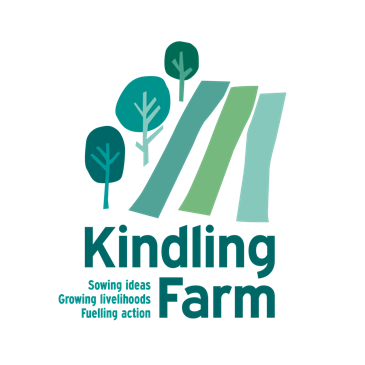 Kindling
Sowing ideas
Growing livelihoods
Fuelling action
Farm